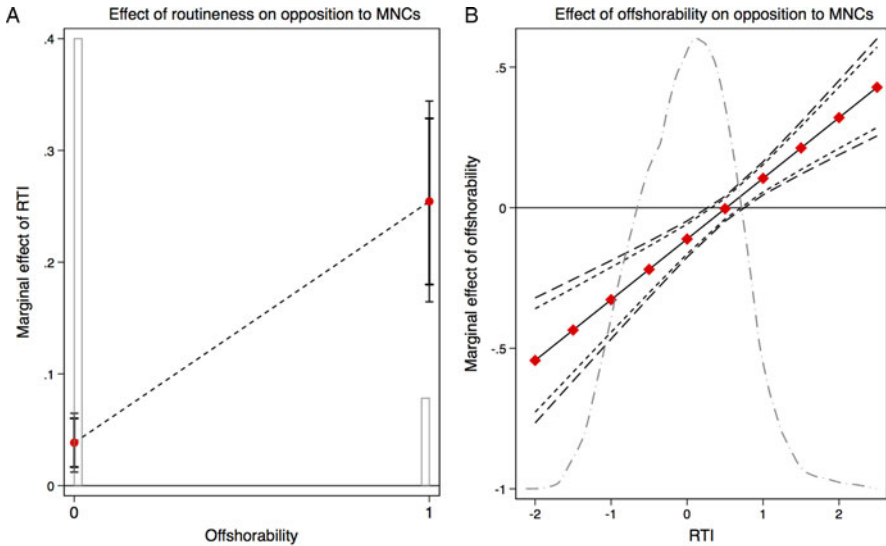 A
Effect of routineness on opposition to MNCs
Marginal effect of RTI
.4
.3
.2
.1
0
0
1
Offshorability
B
Effect of offshorability on opposition to MNCs
Marginal effect of offshorability
.5
0
-.5
-1
-2
-1
0
1
2
RTI